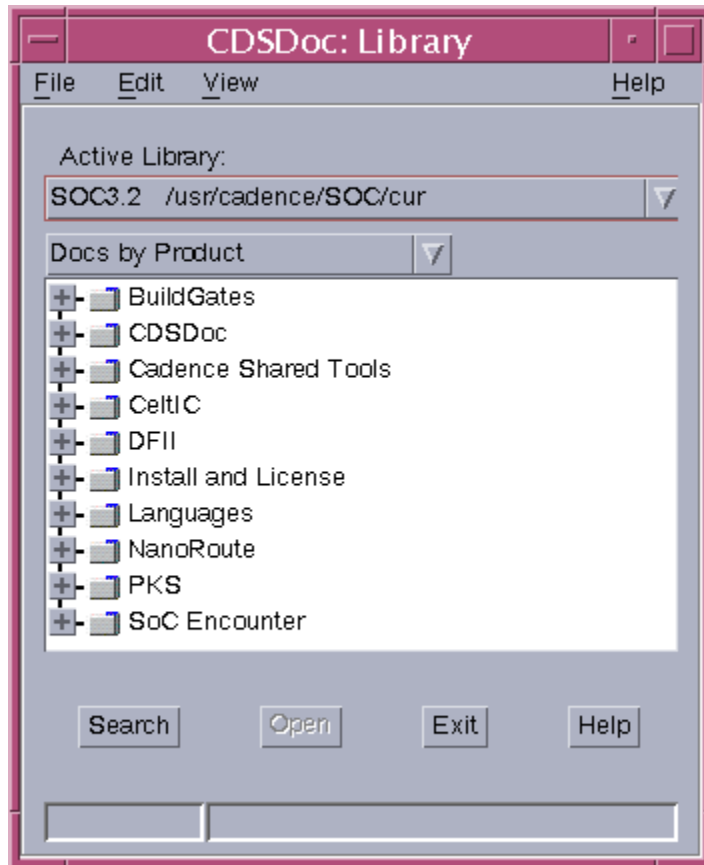 CDSDoc: Library
File Edit View Help
Active Library:
SOC3.2 /usr/cadence/SOC/cur
Docs by Product
BuildGates
CDSDoc
Cadence Shared Tools
CeltIC
DFII
Install and License
Languages
NanoRoute
PKS
SoC Encounter
Search Open Exit Help